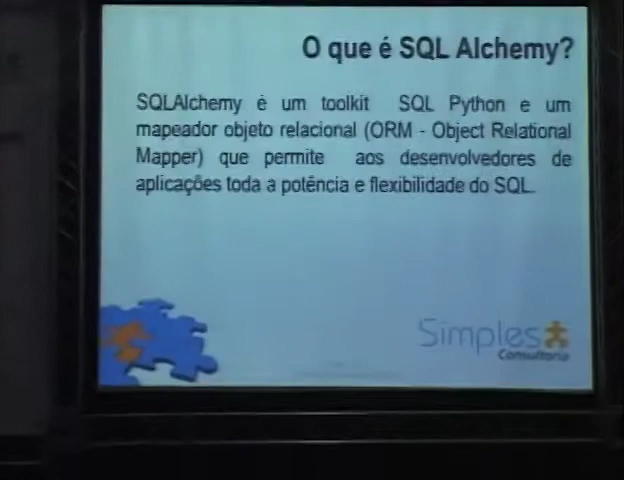 O que é SQL Alchemy?
SQLAlchemy é um toolkit SQL Python e um
mapeador objeto relacional (ORM - Object Relational
Mapper) que permite aos desenvolvedores de
aplicações toda a potência e flexibilidade do SQL.
Simples
Consultoria